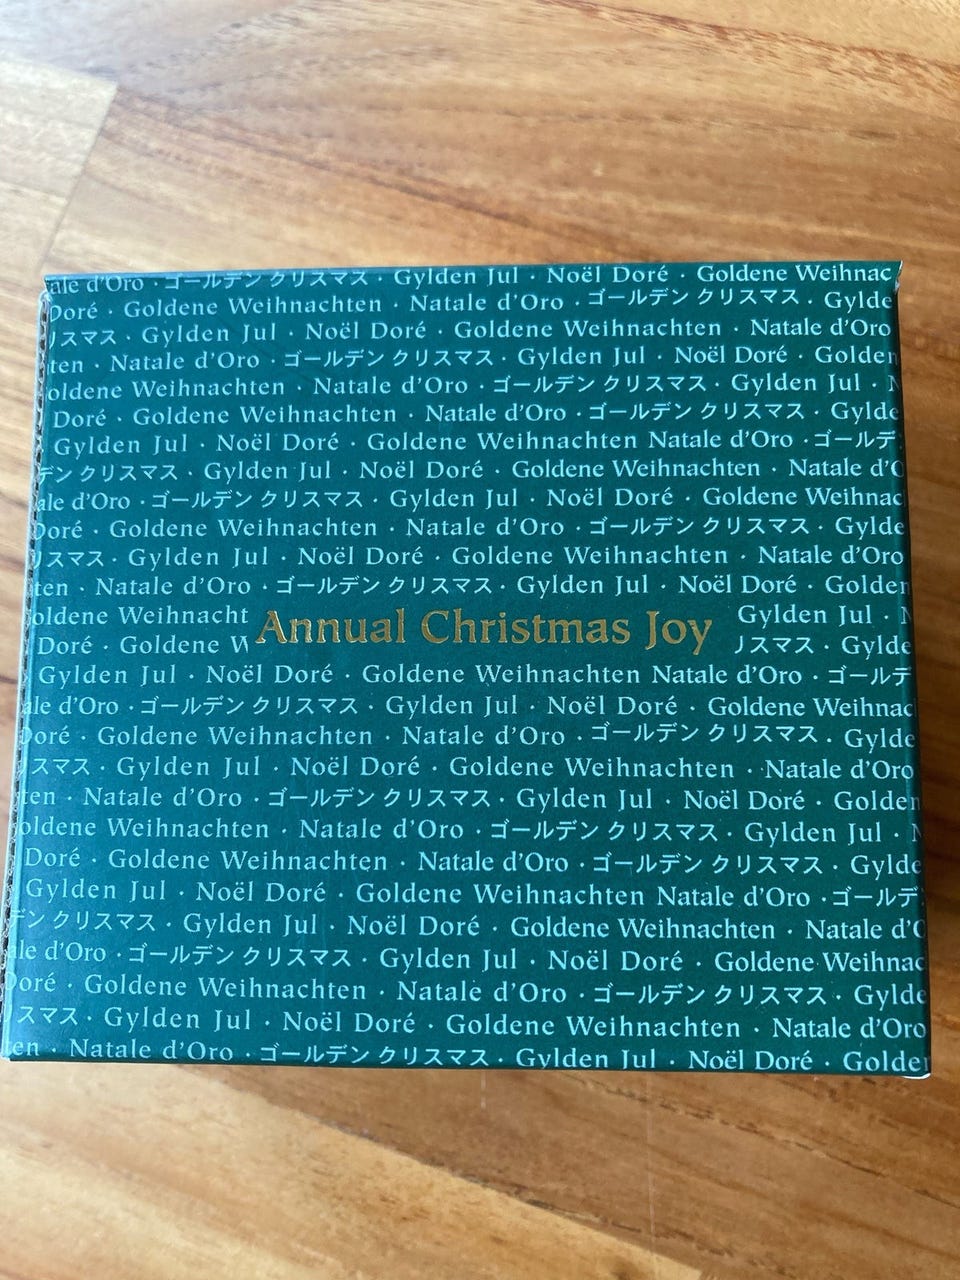 ale d'Oro · ゴールデン クリスマス · Gylden Jul · Noël Doré · Goldene Weihnac
Doré · Goldene Weihnachten · Natale d'Oro · ゴールデン クリスマス · Gylde
リスマス · Gylden Jul · Noël Doré · Goldene Weihnachten · Natale d'Oro
ten · Natale d'Oro · ゴールデン クリスマス · Gylden Jul · Noël Doré · Golden
oldene Weihnachten · Natale d'Oro · ゴールデン クリスマス · Gylden Jul · N
Doré · Goldene Weihnachten · Natale d'Oro · ゴールデン クリスマス · Gylde
Gylden Jul · Noël Doré · Goldene Weihnachten Natale d'Oro · ゴールデ
デン クリスマス · Gylden Jul · Noël Doré · Goldene Weihnachten · Natale d'O
ale d'Oro · ゴールデン クリスマス · Gylden Jul · Noël Doré · Goldene Weihnac
Doré · Goldene Weihnachten · Natale d'Oro · ゴールデン クリスマス · Gylde
リスマス · Gylden Jul · Noël Doré · Goldene Weihnachten · Natale d'Oro
ten · Natale d'Oro · ゴールデン クリスマス · Gylden Jul · Noël Doré · Golden
oldene Weihnacht Gylden Jul · N
Annual Christmas Joy
Doré · Goldene W リスマス · Gylde
Gylden Jul · Noël Doré · Goldene Weihnachten Natale d'Oro · ゴールデ
ale d'Oro · ゴールデン クリスマス · Gylden Jul · Noël Doré · Goldene Weihnac
Doré · Goldene Weihnachten · Natale d'Oro · ゴールデン クリスマス · Gylde
スマス · Gylden Jul · Noël Doré · Goldene Weihnachten · Natale d'Oro
ten · Natale d'Oro · ゴールデン クリスマス · Gylden Jul · Noël Doré · Golden
oldene Weihnachten · Natale d'Oro · ゴールデン クリスマス · Gylden Jul · N
Doré · Goldene Weihnachten · Natale d'Oro · ゴールデン クリスマス · Gylde
Gylden Jul · Noël Doré · Goldene Weihnachten Natale d'Oro · ゴールデ
デン クリスマス · Gylden Jul · Noël Doré · Goldene Weihnachten · Natale d'O
ale d'Oro · ゴールデン クリスマス · Gylden Jul · Noël Doré · Goldene Weihnac
Doré · Goldene Weihnachten · Natale d'Oro · ゴールデン クリスマス · Gylde
スマス · Gylden Jul · Noël Doré · Goldene Weihnachten · Natale d'Oro
ten · Natale d'Oro · ゴールデン クリスマス · Gylden Jul · Noël Doré · Golden